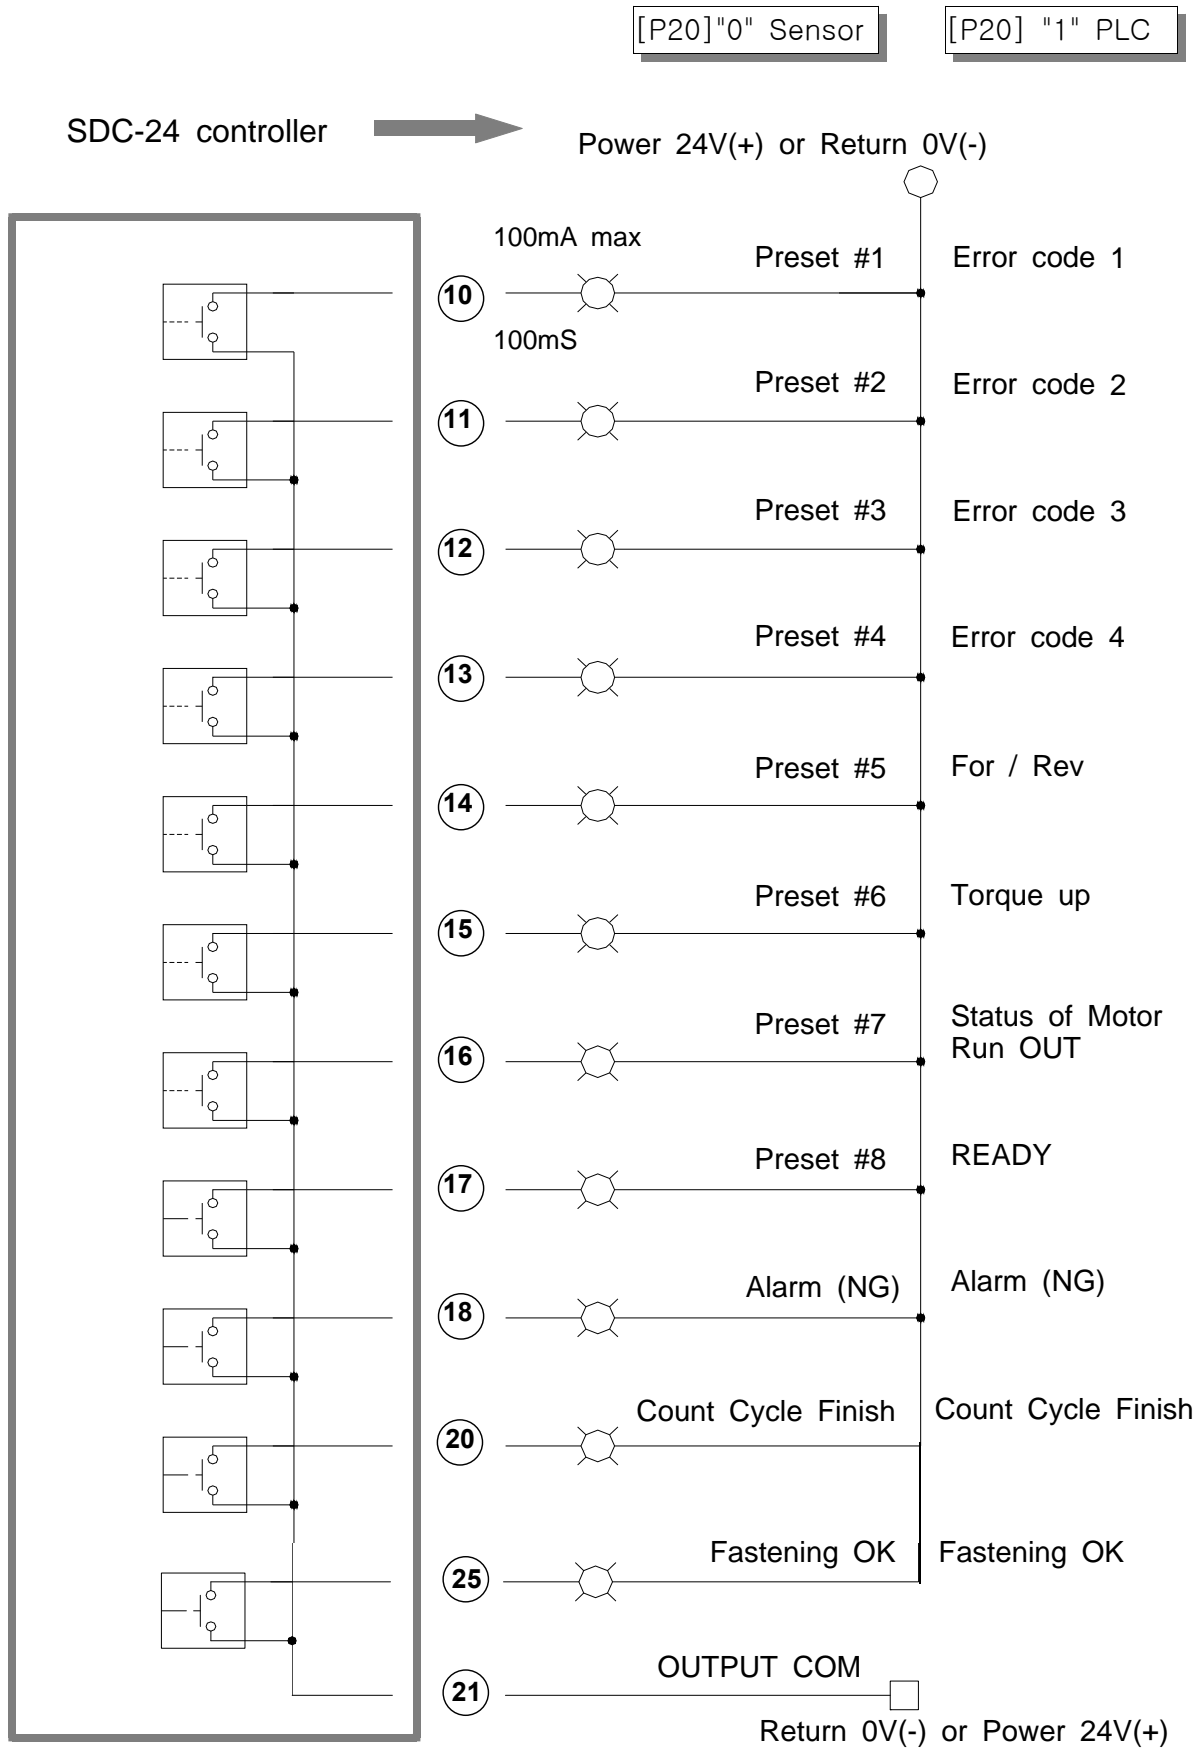 [P20]"0" Sensor
[P20] "1" PLC
SDC-24 controller
Power 24V(+) or Return 0V(-)
100mA max
Preset #1
Error code 1
10
100mS
Preset #2
Error code 2
11
Preset #3
Error code 3
12
Preset #4
Error code 4
13
Preset #5
For / Rev
14
Preset #6
Torque up
15
Preset #7
Status of Motor
Run OUT
16
Preset #8
READY
17
Alarm (NG)
Alarm (NG)
18
Count Cycle Finish
Count Cycle Finish
20
Fastening OK
Fastening OK
25
OUTPUT COM
21
Return 0V(-) or Power 24V(+)